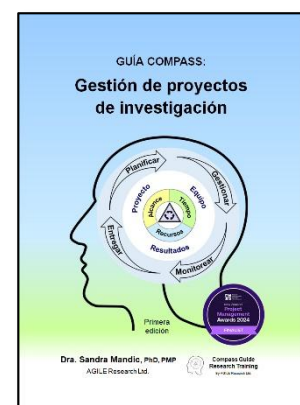 GUÍA COMPASS:
Gestión de proyectos
de investigación
Planificar
Gestionar
Proyecto
Equipo
Alcance
Tiempo
Recursos
Resultados
Entregar
Monitorear
Project
Management
Awards 2024
FINALIST
Primera
edición
Dra. Sandra Mandic, PhD, PMP
AGILE Research Ltd.
Compass Guide
Research Training